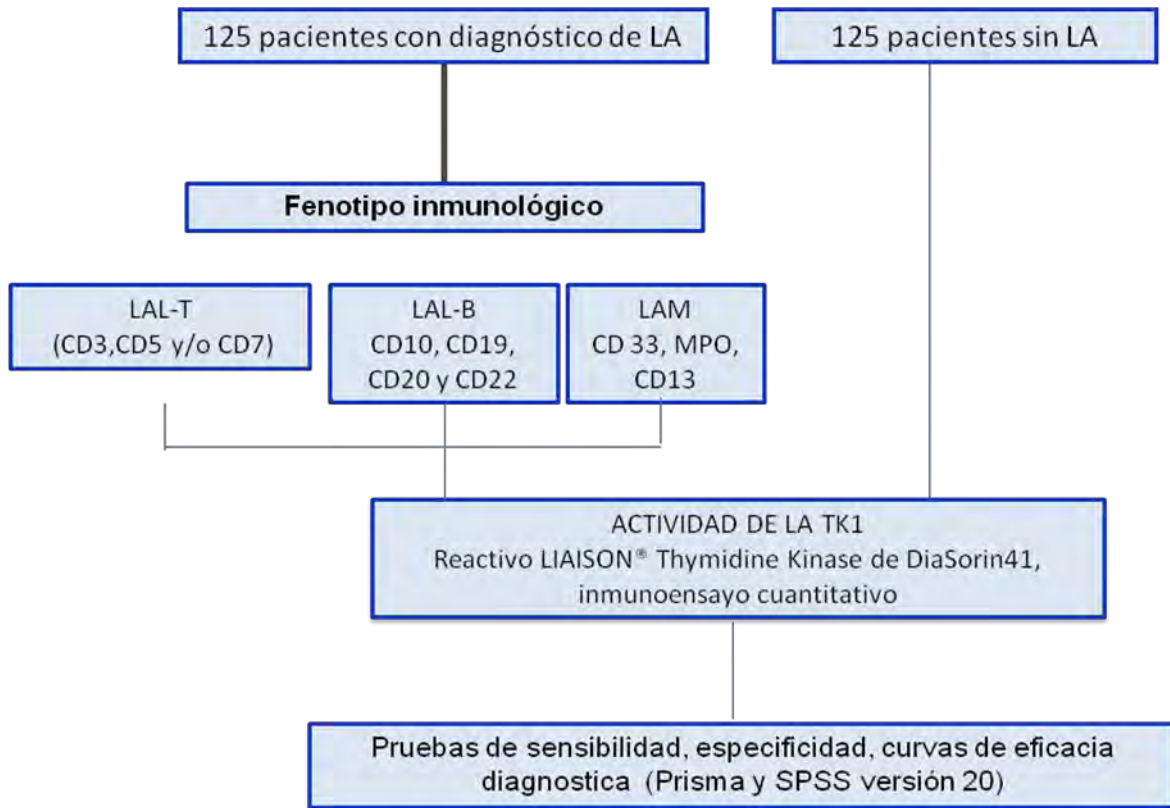 125 pacientes con diagnóstico de LA
125 pacientes sin LA
Fenotipo inmunológico
LAL-T
(CD3,CD5 y/o CD7)
LAL-B
CD10, CD19,
CD20 y CD22
LAM
CD 33, MPO,
CD13
ACTIVIDAD DE LA TK1
Reactivo LIAISON® Thymidine Kinase de DiaSorin41,
inmunoensayo cuantitativo
Pruebas de sensibilidad, especificidad, curvas de eficacia
diagnostica (Prisma y SPSS versión 20)